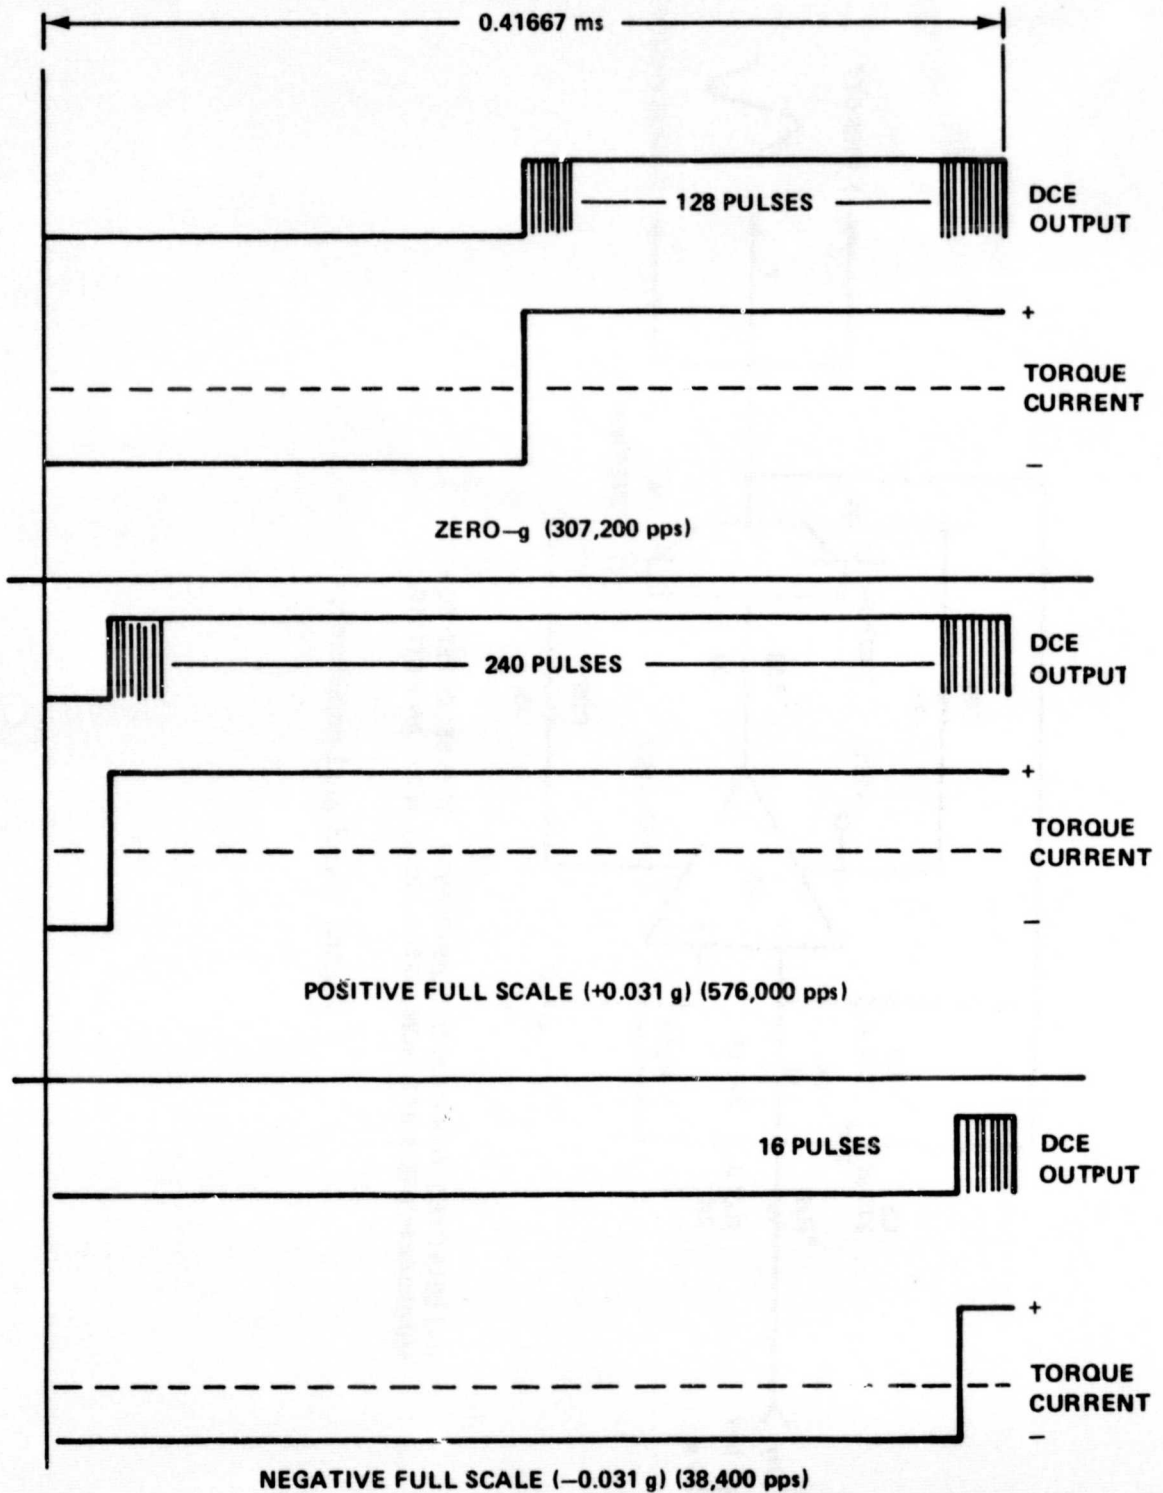 0.41667 ms
128 PULSES
DCE
OUTPUT
+
TORQUE
CURRENT
−
ZERO–g (307,200 pps)
240 PULSES
DCE
OUTPUT
+
TORQUE
CURRENT
−
POSITIVE FULL SCALE (+0.031 g) (576,000 pps)
16 PULSES
DCE
OUTPUT
+
TORQUE
CURRENT
−
NEGATIVE FULL SCALE (−0.031 g) (38,400 pps)